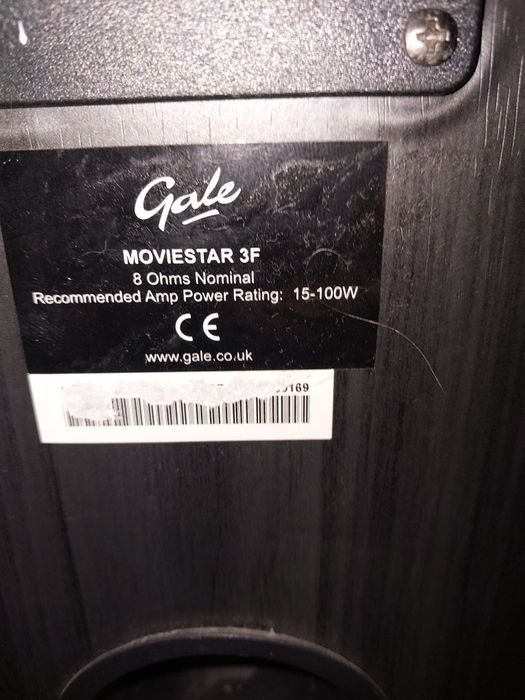 Gale
MOVIESTAR 3F
8 Ohms Nominal
Recommended Amp Power Rating: 15-100W
CE
www.gale.co.uk